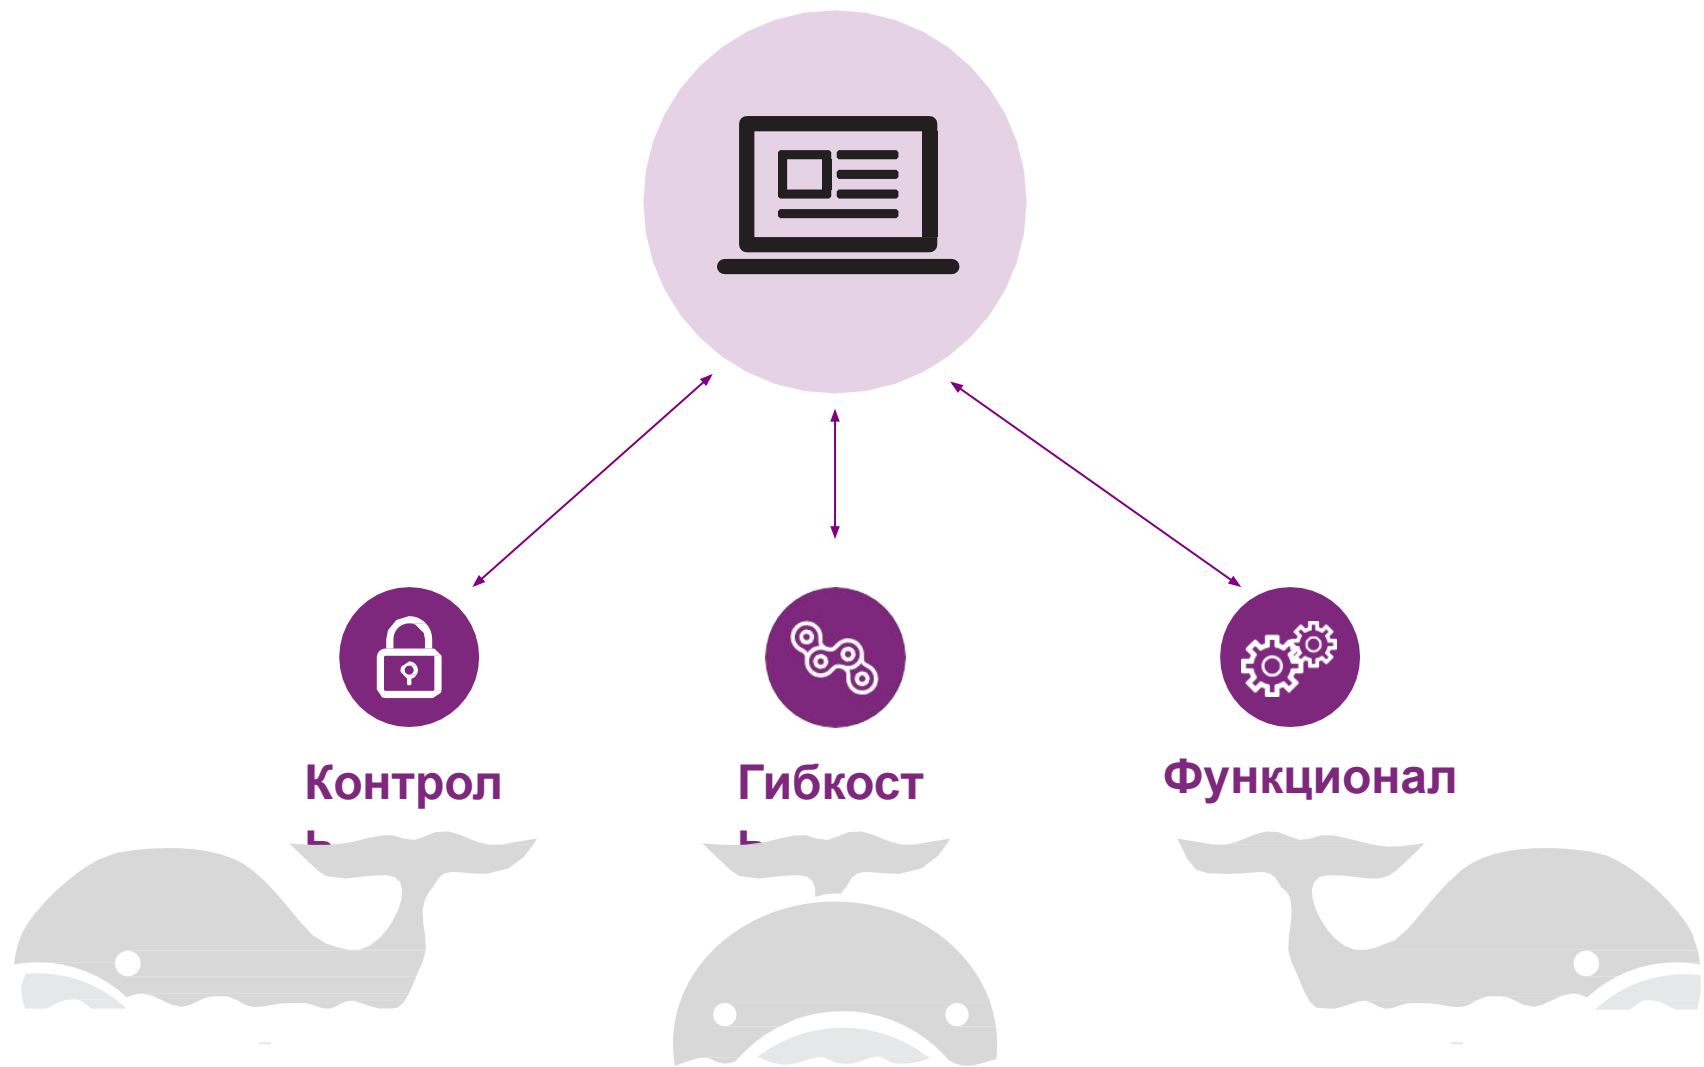 Контрол
ь
Гибкост
ь
Функционал